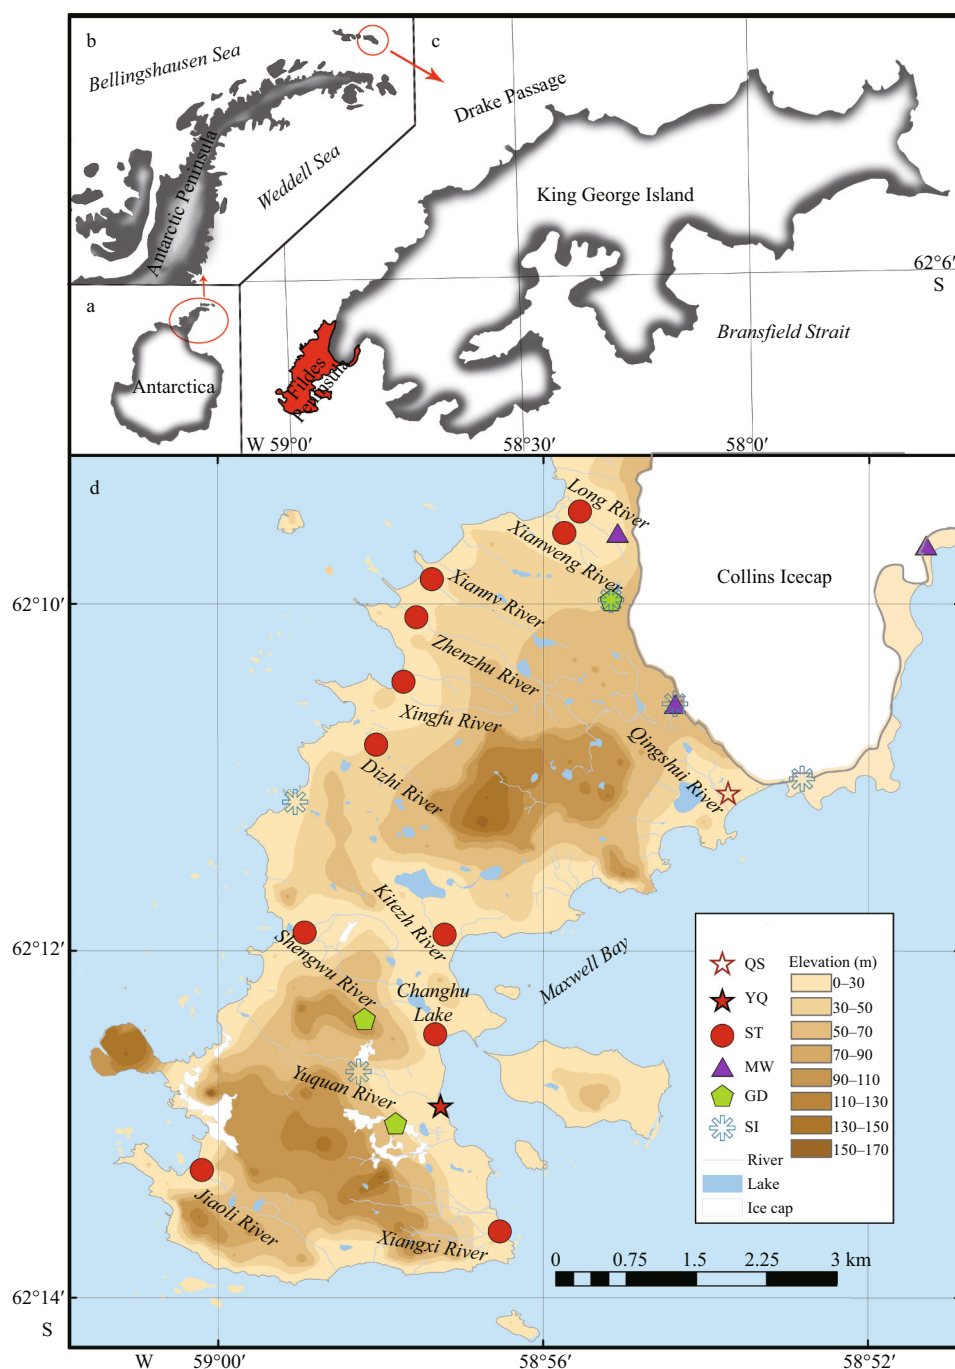 b
Bellingshausen Sea
Antarctic Peninsula
Weddell Sea
c
Drake Passage
King George Island
62°6′
S
Bransfield Strait
Fildes
Peninsula
W 59°0′
58°30′
58°0′
a
Antarctica
d
Long River
Xianweng River
Collins Icecap
62°10′
Xiannv River
Zhenzhu River
Xingfu River
Qingshui River
Dizhi River
Kitezh River
62°12′
Shengwu River
Changhu
Lake
Maxwell Bay
Yuquan River
Jiaoli River
Xiangxi River
QS
YQ
ST
MW
GD
SI
River
Lake
Ice cap
Elevation (m)
0–30
30–50
50–70
70–90
90–110
110–130
130–150
150–170
0
0.75
1.5
2.25
3 km
62°14′
S
W
59°00′
58°56′
58°52′